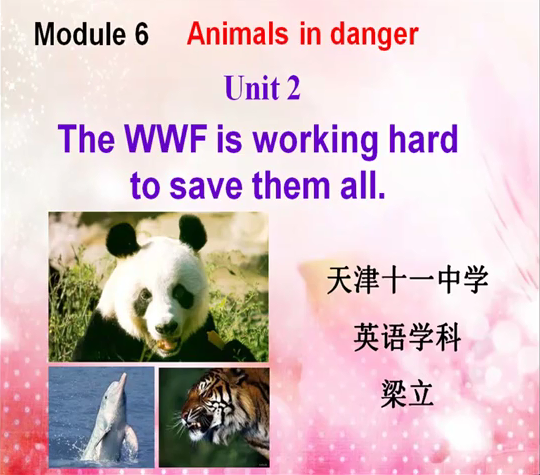 Module 6 Animals in danger
Unit 2
The WWF is working hard
to save them all.
天津十一中学
英语学科
梁立